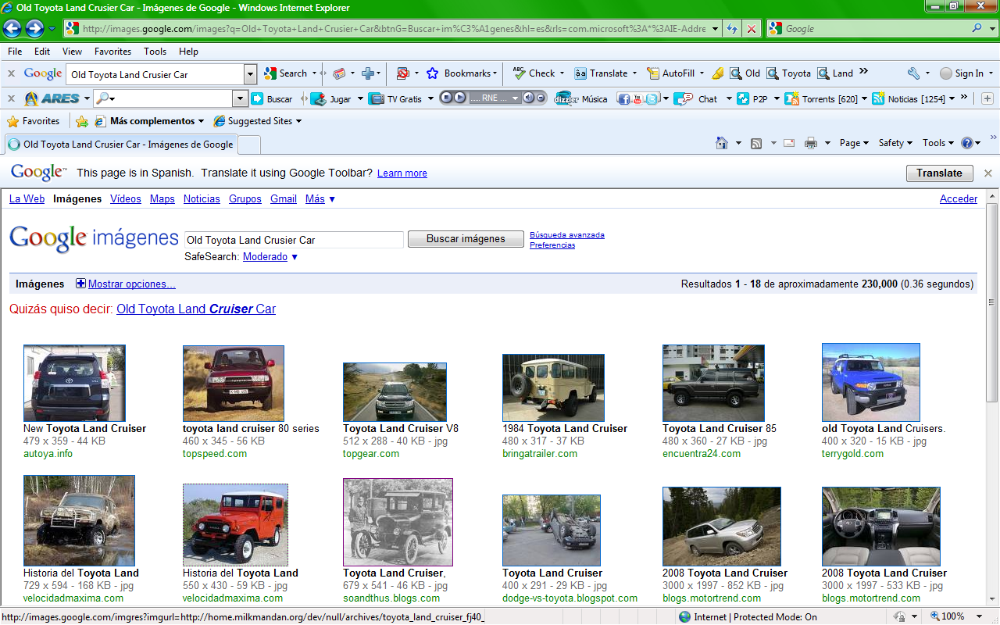 Old Toyota Land Crusier Car - Imágenes de Google - Windows Internet Explorer
http://images.google.com/images?q=Old+Toyota+Land+Crusier+Car&btnG=Buscar+im%C3%A1genes&hl=es&rls=com.microsoft%3A*%3AIE-Addre
Google
File Edit View Favorites Tools Help
Google Old Toyota Land Crusier Car Search Bookmarks ABC Check Translate AutoFill Old Toyota Land Sign In
ARES Buscar Jugar TV Gratis ..... RNE ... dizzler Música Chat P2P Torrents [620] Noticias [1254]
Favorites Más complementos Suggested Sites
Old Toyota Land Crusier Car - Imágenes de Google
Page Safety Tools
Google™ This page is in Spanish. Translate it using Google Toolbar? Learn more Translate
La Web Imágenes Vídeos Maps Noticias Grupos Gmail Más Acceder
Google imágenes Old Toyota Land Crusier Car Buscar imágenes Búsqueda avanzada
Preferencias
SafeSearch: Moderado
Imágenes Mostrar opciones... Resultados 1 - 18 de aproximadamente 230,000 (0.36 segundos)
Quizás quiso decir: Old Toyota Land Cruiser Car
New Toyota Land Cruiser
479 x 359 - 44 KB
autoya.info
toyota land cruiser 80 series
460 x 345 - 56 KB
topspeed.com
Toyota Land Cruiser V8
512 x 288 - 40 KB - jpg
topgear.com
1984 Toyota Land Cruiser
480 x 317 - 37 KB
bringatrailer.com
Toyota Land Cruiser 85
480 x 360 - 27 KB - jpg
encuentra24.com
old Toyota Land Cruisers.
400 x 320 - 15 KB - jpg
terrygold.com
Historia del Toyota Land
729 x 594 - 168 KB - jpg
velocidadmaxima.com
Historia del Toyota Land
550 x 430 - 59 KB - jpg
velocidadmaxima.com
Toyota Land Cruiser,
679 x 541 - 46 KB - jpg
soandthus.blogs.com
Toyota Land Cruiser
400 x 291 - 29 KB - jpg
dodge-vs-toyota.blogspot.com
2008 Toyota Land Cruiser
3000 x 1997 - 852 KB - jpg
blogs.motortrend.com
2008 Toyota Land Cruiser
3000 x 1997 - 533 KB - jpg
blogs.motortrend.com
http://images.google.com/imgres?imgurl=http://home.milkmandan.org/dev/null/archives/toyota_land_cruiser_fj40_ Internet | Protected Mode: On 100%